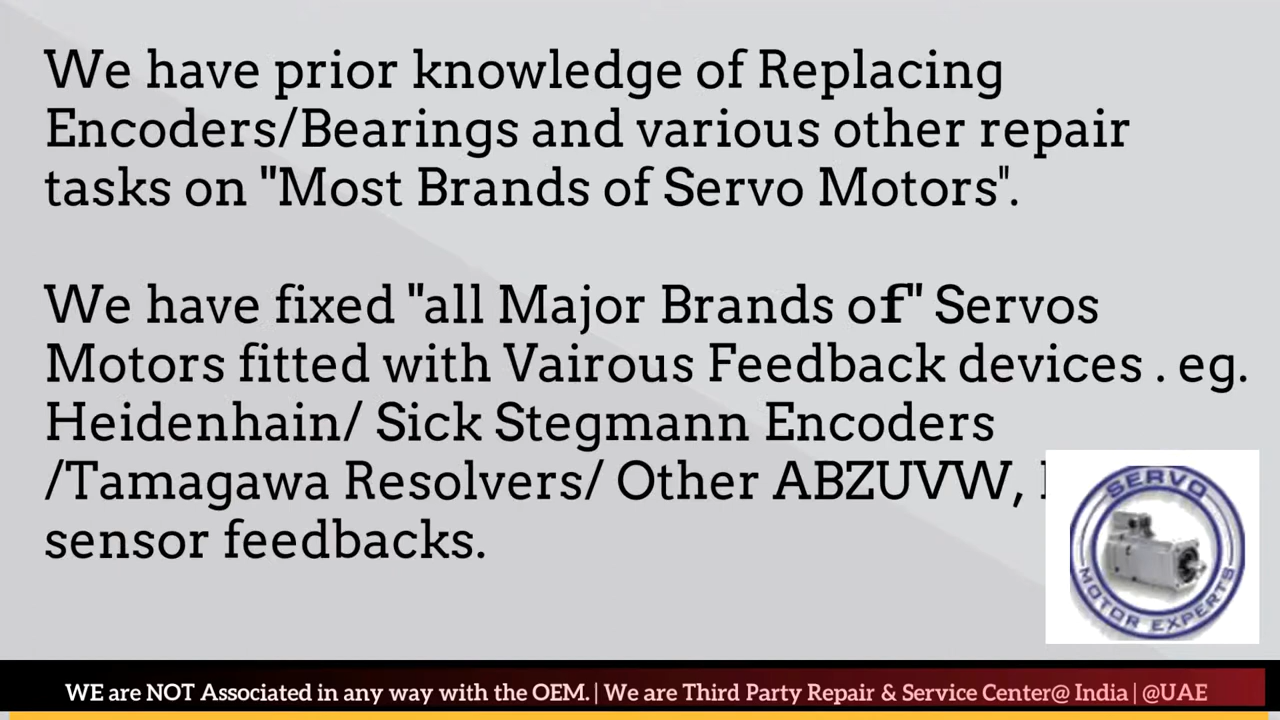 We have prior knowledge of Replacing
Encoders/Bearings and various other repair
tasks on "Most Brands of Servo Motors".
We have fixed "all Major Brands of" Servos
Motors fitted with Vairous Feedback devices . eg.
Heidenhain/ Sick Stegmann Encoders
/Tamagawa Resolvers/ Other ABZUVW,
sensor feedbacks.
SERVO
MOTOR EXPERTS
WE are NOT Associated in any way with the OEM. | We are Third Party Repair & Service Center@ India | @UAE